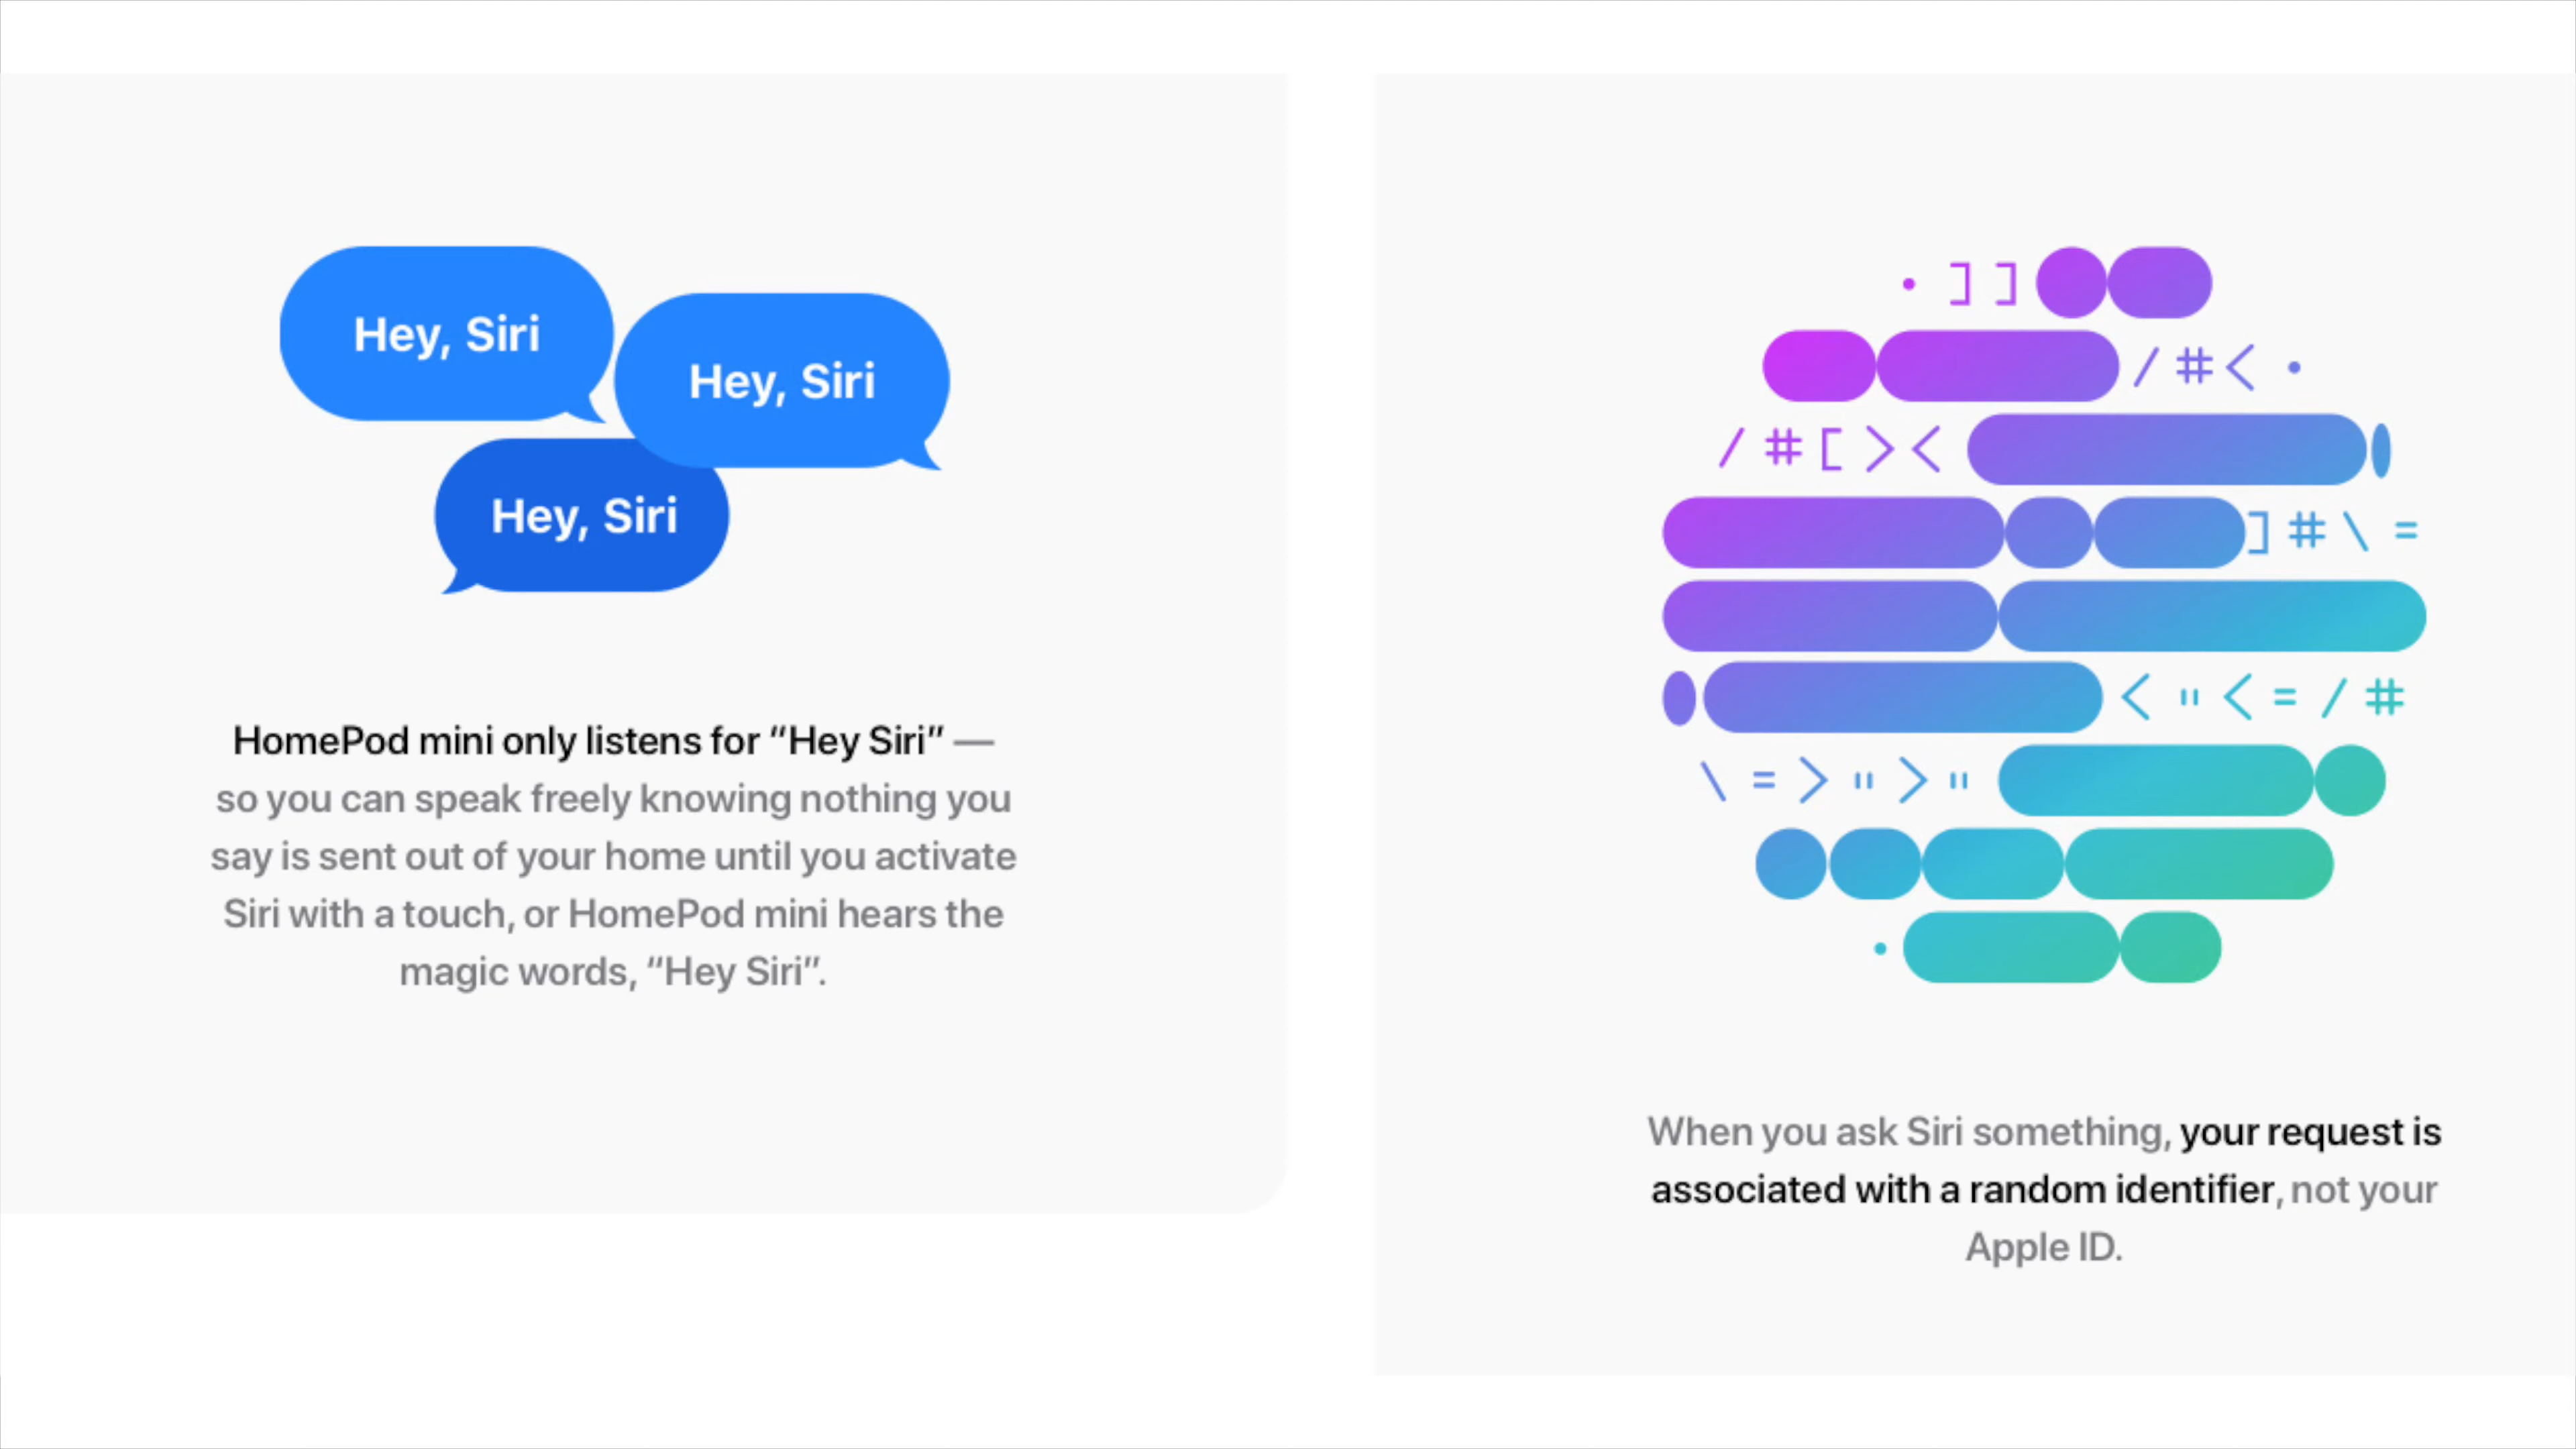 Hey, Siri
Hey, Siri
Hey, Siri
HomePod mini only listens for “Hey Siri” —
so you can speak freely knowing nothing you
say is sent out of your home until you activate
Siri with a touch, or HomePod mini hears the
magic words, “Hey Siri”.
• ] ]
/ # < •
/ # [ > <
] # \ =
< " < = / #
\ = > " > "
•
When you ask Siri something, your request is
associated with a random identifier, not your
Apple ID.